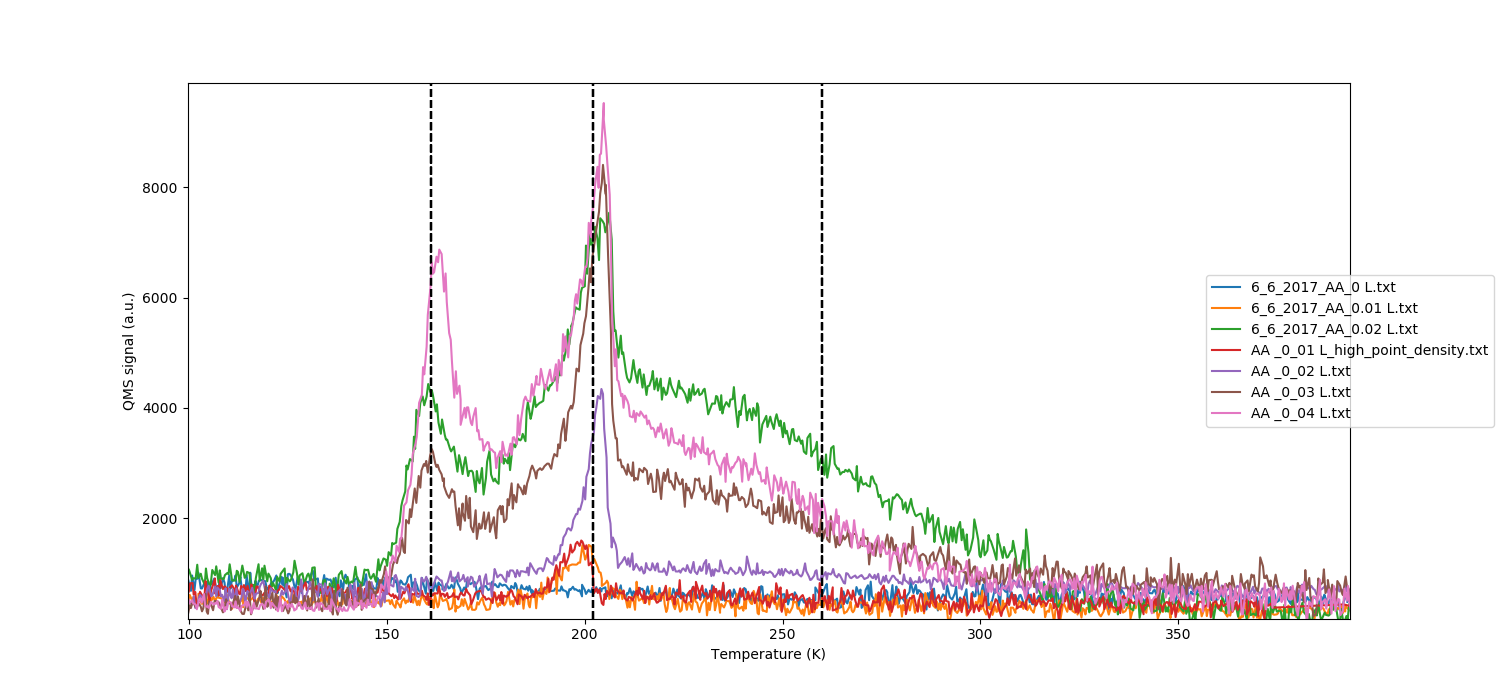 8000
6000
4000
2000
QMS signal (a.u.)
100 150 200 250 300 350
Temperature (K)
6_6_2017_AA_0 L.txt
6_6_2017_AA_0.01 L.txt
6_6_2017_AA_0.02 L.txt
AA _0_01 L_high_point_density.txt
AA _0_02 L.txt
AA _0_03 L.txt
AA _0_04 L.txt